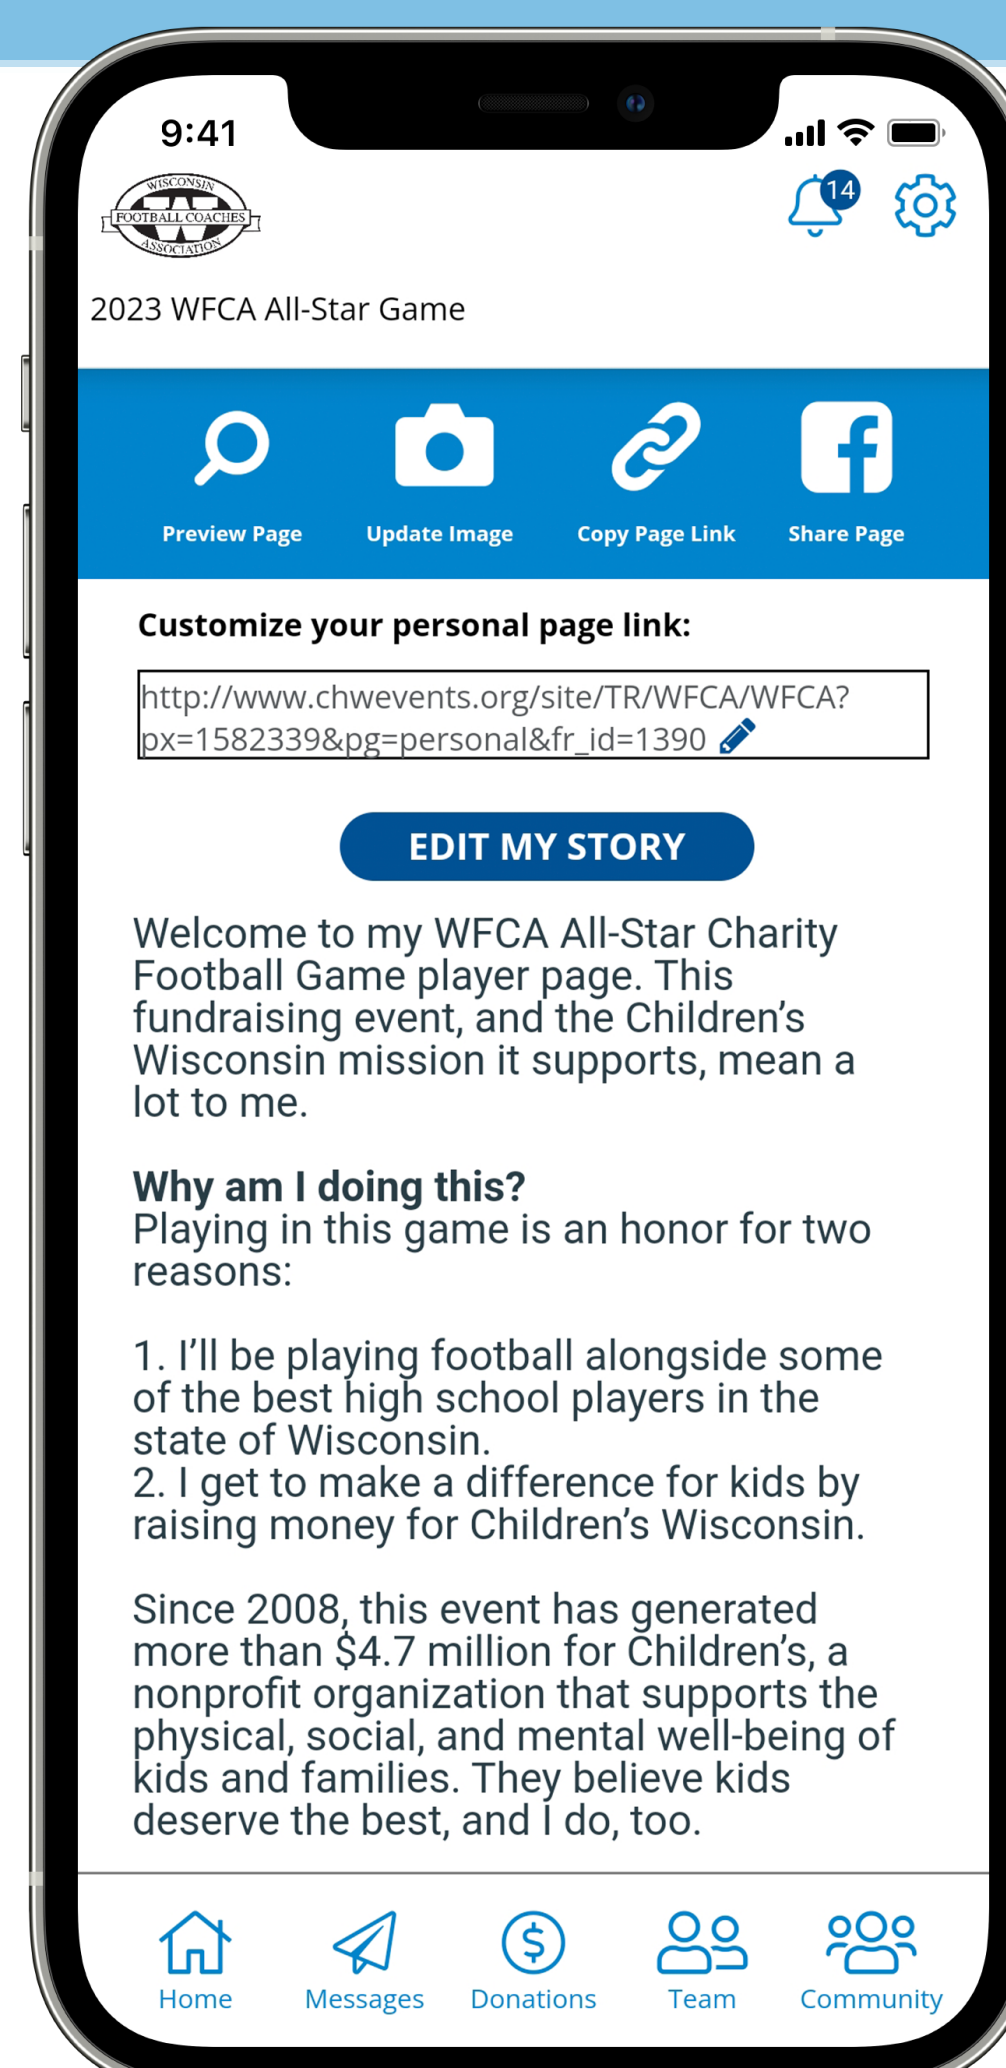 9:41
WISCONSIN
FOOTBALL COACHES
ASSOCIATION
14
2023 WFCA All-Star Game
Preview Page
Update Image
Copy Page Link
Share Page
Customize your personal page link:
http://www.chwevents.org/site/TR/WFCA/WFCA?
px=1582339&pg=personal&fr_id=1390
EDIT MY STORY
Welcome to my WFCA All-Star Charity
Football Game player page. This
fundraising event, and the Children’s
Wisconsin mission it supports, mean a
lot to me.
Why am I doing this?
Playing in this game is an honor for two
reasons:
1. I’ll be playing football alongside some
of the best high school players in the
state of Wisconsin.
2. I get to make a difference for kids by
raising money for Children’s Wisconsin.
Since 2008, this event has generated
more than $4.7 million for Children’s, a
nonprofit organization that supports the
physical, social, and mental well-being of
kids and families. They believe kids
deserve the best, and I do, too.
Home
Messages
Donations
Team
Community